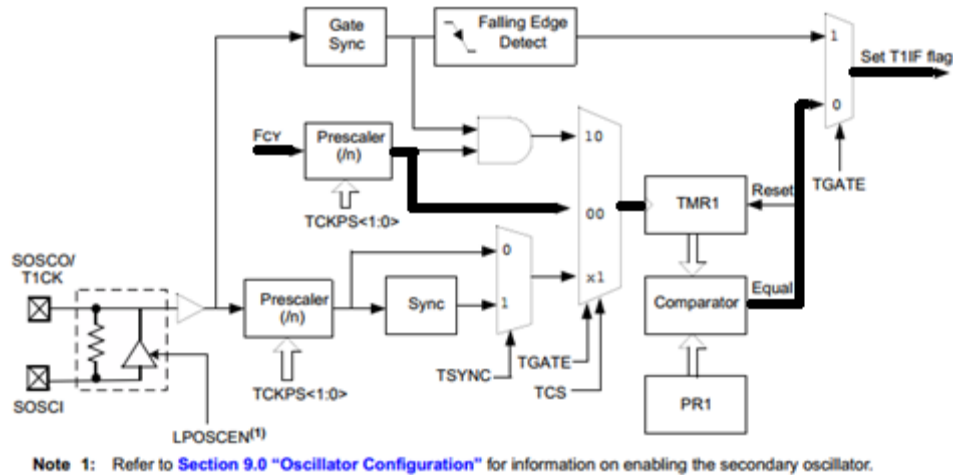 Gate
Sync
Falling Edge
Detect
1
Set T1IF flag
0
TGATE
FCY
Prescaler
(/n)
TCKPS<1:0>
10
00
x1
TMR1
Reset
SOSCO/
T1CK
SOSCI
Prescaler
(/n)
TCKPS<1:0>
Sync
0
1
TSYNC
TGATE
TCS
Comparator
Equal
PR1
LPOSCEN(1)
Note 1: Refer to Section 9.0 "Oscillator Configuration" for information on enabling the secondary oscillator.